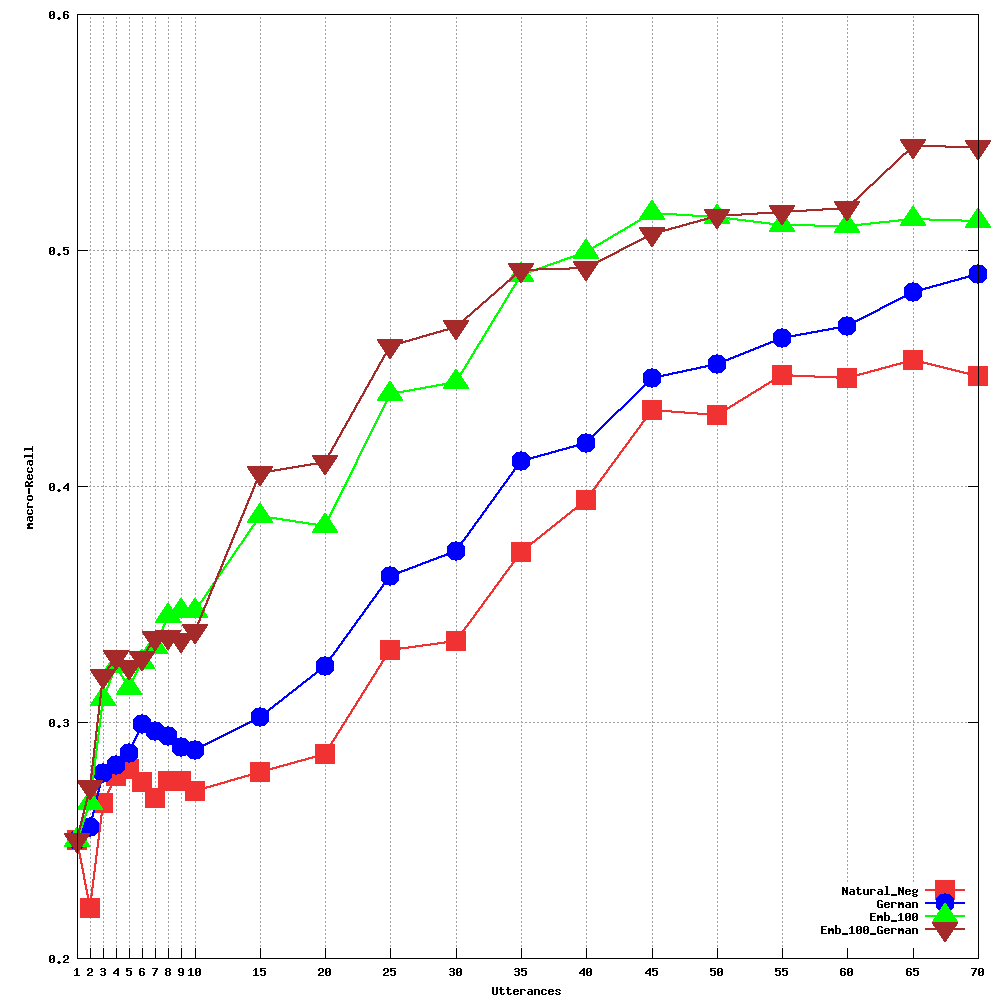 0.6
0.5
0.4
0.3
0.2
macro-Recall
Natural_Neg
German
Emb_100
Emb_100_German
1 2 3 4 5 6 7 8 9 10 15 20 25 30 35 40 45 50 55 60 65 70
Utterances